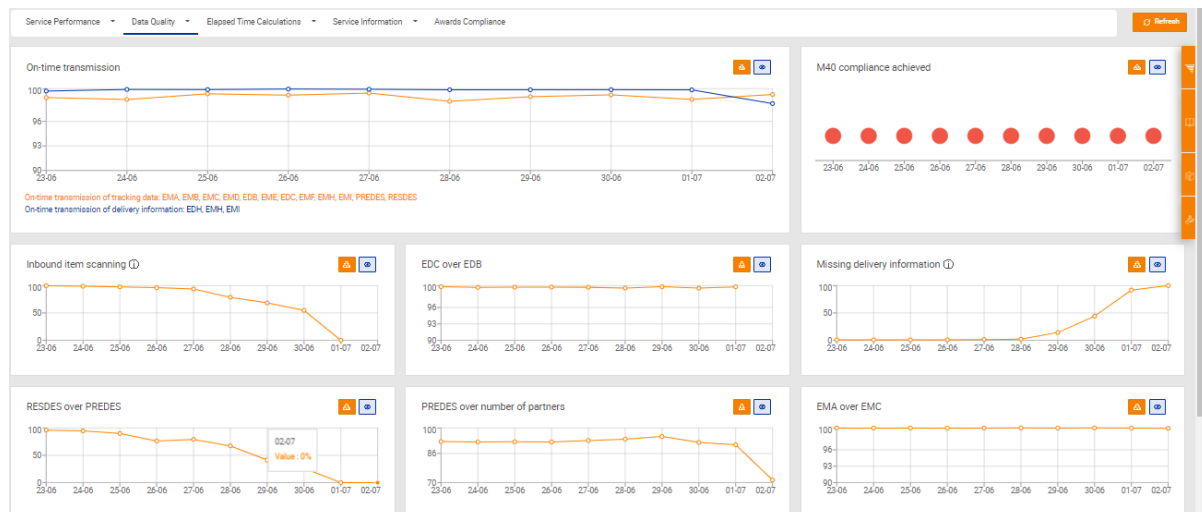 Service Performance Data Quality Elapsed Time Calculations Service Information Awards Compliance Refresh
On-time transmission
100
96
93
90
23-06 24-06 25-06 26-06 27-06 28-06 29-06 30-06 01-07 02-07
On-time transmission of tracking data: EMA, EMB, EMC, EMD, EDB, EME, EDC, EMF, EMH, EMI, PREDES, RESDES
On-time transmission of delivery information: EDH, EMH, EMI
M40 compliance achieved
23-06 24-06 25-06 26-06 27-06 28-06 29-06 30-06 01-07 02-07
Inbound item scanning
100
50
0
23-06 24-06 25-06 26-06 27-06 28-06 29-06 30-06 01-07 02-07
EDC over EDB
100
96
93
90
23-06 24-06 25-06 26-06 27-06 28-06 29-06 30-06 01-07 02-07
Missing delivery information
100
50
0
23-06 24-06 25-06 26-06 27-06 28-06 29-06 30-06 01-07 02-07
RESDES over PREDES
100
50
0
02-07
Value : 0%
23-06 24-06 25-06 26-06 27-06 28-06 29-06 30-06 01-07 02-07
PREDES over number of partners
100
86
70
23-06 24-06 25-06 26-06 27-06 28-06 29-06 30-06 01-07 02-07
EMA over EMC
100
96
93
90
23-06 24-06 25-06 26-06 27-06 28-06 29-06 30-06 01-07 02-07